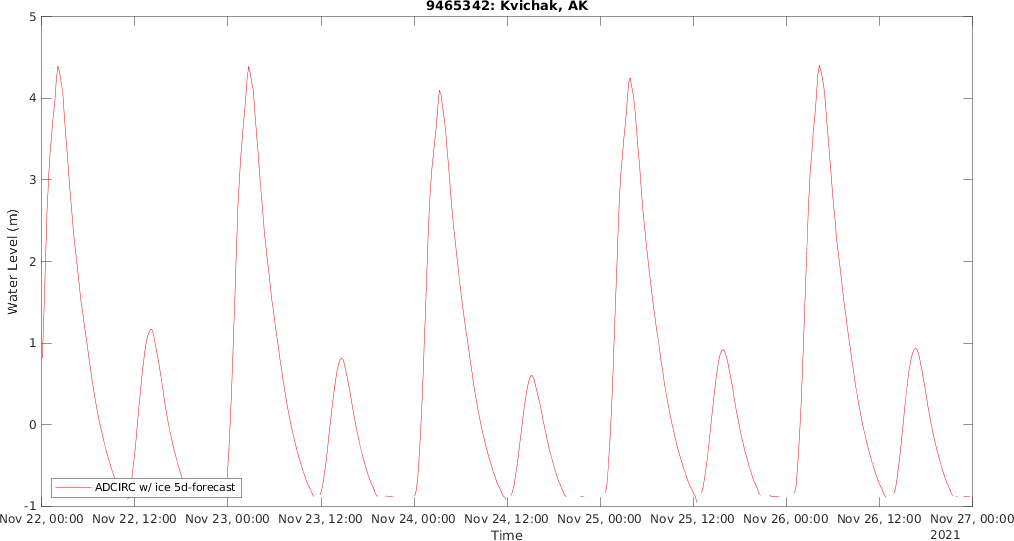 9465342: Kvichak, AK
5
4
3
2
1
0
-1
Water Level (m)
ADCIRC w/ ice 5d-forecast
Nov 22, 00:00 Nov 22, 12:00 Nov 23, 00:00 Nov 23, 12:00 Nov 24, 00:00 Nov 24, 12:00 Nov 25, 00:00 Nov 25, 12:00 Nov 26, 00:00 Nov 26, 12:00 Nov 27, 00:00
Time
2021